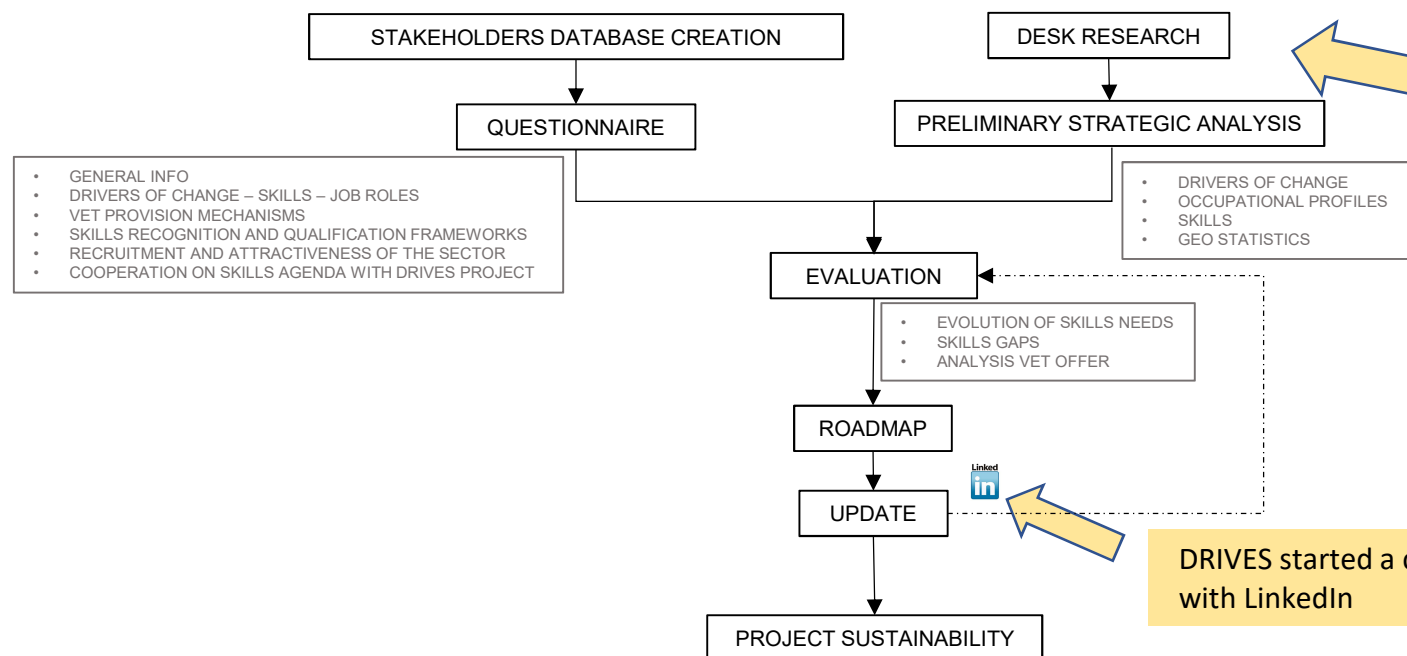 STAKEHOLDERS DATABASE CREATION
DESK RESEARCH
QUESTIONNAIRE
PRELIMINARY STRATEGIC ANALYSIS
• GENERAL INFO
• DRIVERS OF CHANGE – SKILLS – JOB ROLES
• VET PROVISION MECHANISMS
• SKILLS RECOGNITION AND QUALIFICATION FRAMEWORKS
• RECRUITMENT AND ATTRACTIVENESS OF THE SECTOR
• COOPERATION ON SKILLS AGENDA WITH DRIVES PROJECT
• DRIVERS OF CHANGE
• OCCUPATIONAL PROFILES
• SKILLS
• GEO STATISTICS
EVALUATION
• EVOLUTION OF SKILLS NEEDS
• SKILLS GAPS
• ANALYSIS VET OFFER
ROADMAP
Linked
in
UPDATE
DRIVES started a
with LinkedIn
PROJECT SUSTAINABILITY